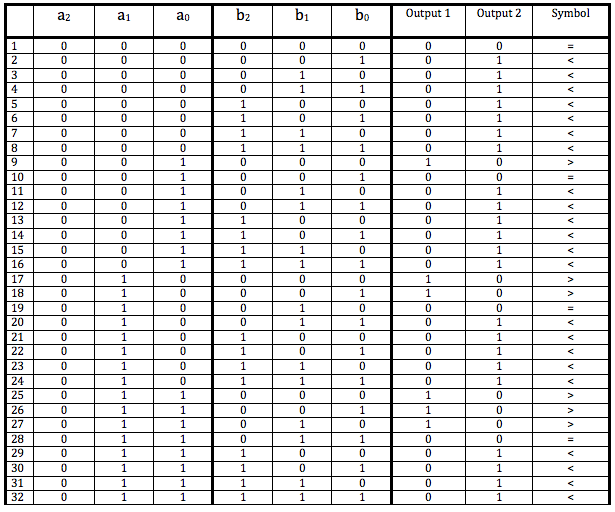 a₂ a₁ a₀ b₂ b₁ b₀ Output 1 Output 2 Symbol
1 0 0 0 0 0 0 0 0 =
2 0 0 0 0 0 1 0 1 <
3 0 0 0 0 1 0 0 1 <
4 0 0 0 0 1 1 0 1 <
5 0 0 0 1 0 0 0 1 <
6 0 0 0 1 0 1 0 1 <
7 0 0 0 1 1 0 0 1 <
8 0 0 0 1 1 1 0 1 <
9 0 0 1 0 0 0 1 0 >
10 0 0 1 0 0 1 0 0 =
11 0 0 1 0 1 0 0 1 <
12 0 0 1 0 1 1 0 1 <
13 0 0 1 1 0 0 0 1 <
14 0 0 1 1 0 1 0 1 <
15 0 0 1 1 1 0 0 1 <
16 0 0 1 1 1 1 0 1 <
17 0 1 0 0 0 0 1 0 >
18 0 1 0 0 0 1 1 0 >
19 0 1 0 0 1 0 0 0 =
20 0 1 0 0 1 1 0 1 <
21 0 1 0 1 0 0 0 1 <
22 0 1 0 1 0 1 0 1 <
23 0 1 0 1 1 0 0 1 <
24 0 1 0 1 1 1 0 1 <
25 0 1 1 0 0 0 1 0 >
26 0 1 1 0 0 1 1 0 >
27 0 1 1 0 1 0 1 0 >
28 0 1 1 0 1 1 0 0 =
29 0 1 1 1 0 0 0 1 <
30 0 1 1 1 0 1 0 1 <
31 0 1 1 1 1 0 0 1 <
32 0 1 1 1 1 1 0 1 <